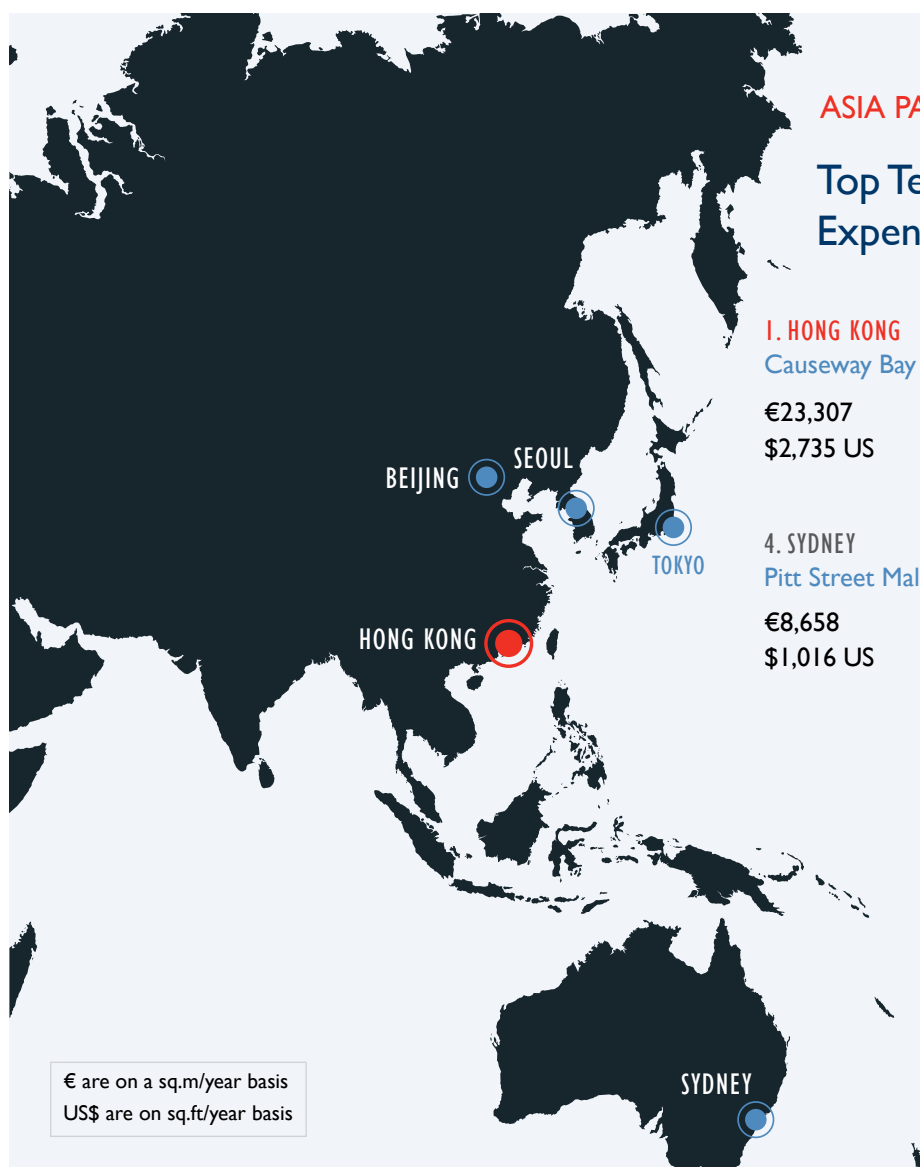 ASIA PA
Top Te
Expen
1. HONG KONG
Causeway Bay
€23,307
$2,735 US
4. SYDNEY
Pitt Street Mal
€8,658
$1,016 US
BEIJING
SEOUL
TOKYO
HONG KONG
SYDNEY
€ are on a sq.m/year basis
US$ are on sq.ft/year basis